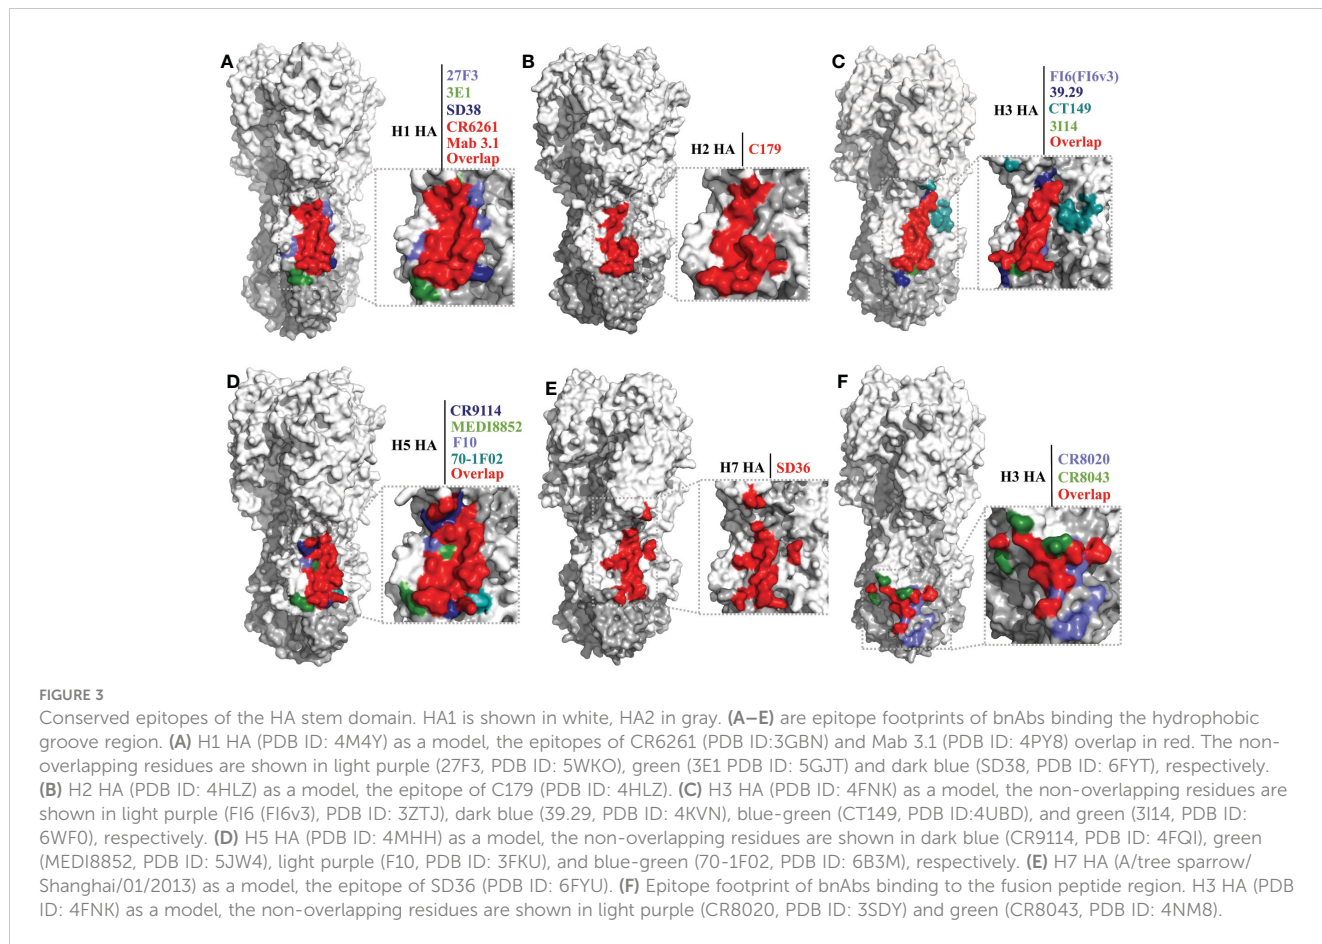 A
27F3
3E1
SD38
H1 HA
CR6261
Mab 3.1
Overlap
B
H2 HA
C179
C
FI6(FI6v3)
39.29
H3 HA
CT149
3I14
Overlap
D
CR9114
MEDI8852
H5 HA
F10
70-1F02
Overlap
E
H7 HA
SD36
F
CR8020
H3 HA
CR8043
Overlap
FIGURE 3
Conserved epitopes of the HA stem domain. HA1 is shown in white, HA2 in gray. (A–E) are epitope footprints of bnAbs binding the hydrophobic
groove region. (A) H1 HA (PDB ID: 4M4Y) as a model, the epitopes of CR6261 (PDB ID:3GBN) and Mab 3.1 (PDB ID: 4PY8) overlap in red. The non-
overlapping residues are shown in light purple (27F3, PDB ID: 5WKO), green (3E1 PDB ID: 5GJT) and dark blue (SD38, PDB ID: 6FYT), respectively.
(B) H2 HA (PDB ID: 4HLZ) as a model, the epitope of C179 (PDB ID: 4HLZ). (C) H3 HA (PDB ID: 4FNK) as a model, the non-overlapping residues are
shown in light purple (FI6 (FI6v3), PDB ID: 3ZTJ), dark blue (39.29, PDB ID: 4KVN), blue-green (CT149, PDB ID:4UBD), and green (3I14, PDB ID:
6WF0), respectively. (D) H5 HA (PDB ID: 4MHH) as a model, the non-overlapping residues are shown in dark blue (CR9114, PDB ID: 4FQI), green
(MEDI8852, PDB ID: 5JW4), light purple (F10, PDB ID: 3FKU), and blue-green (70-1F02, PDB ID: 6B3M), respectively. (E) H7 HA (A/tree sparrow/
Shanghai/01/2013) as a model, the epitope of SD36 (PDB ID: 6FYU). (F) Epitope footprint of bnAbs binding to the fusion peptide region. H3 HA (PDB
ID: 4FNK) as a model, the non-overlapping residues are shown in light purple (CR8020, PDB ID: 3SDY) and green (CR8043, PDB ID: 4NM8).